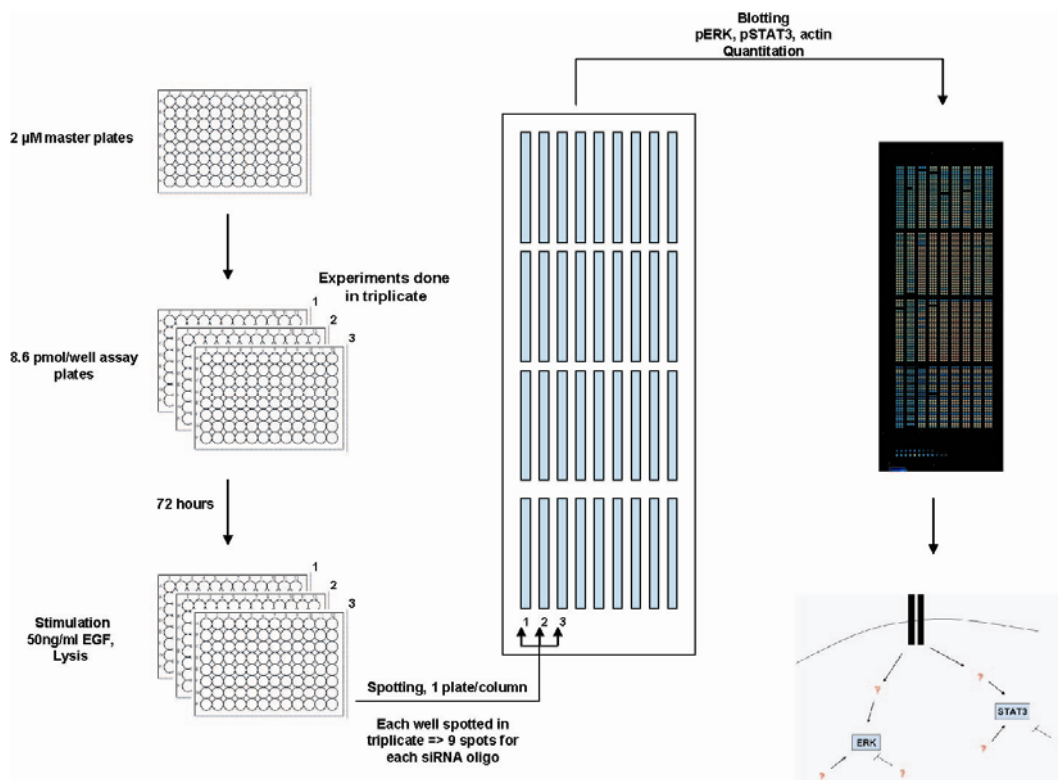 Blotting
pERK, pSTAT3, actin
Quantitation
2 µM master plates
Experiments done
in triplicate
1
2
3
8.6 pmol/well assay
plates
72 hours
1
2
3
Stimulation
50ng/ml EGF,
Lysis
1 2 3
Spotting, 1 plate/column
Each well spotted in
triplicate => 9 spots for
each siRNA oligo
?
?
STAT3
ERK
?
?
?